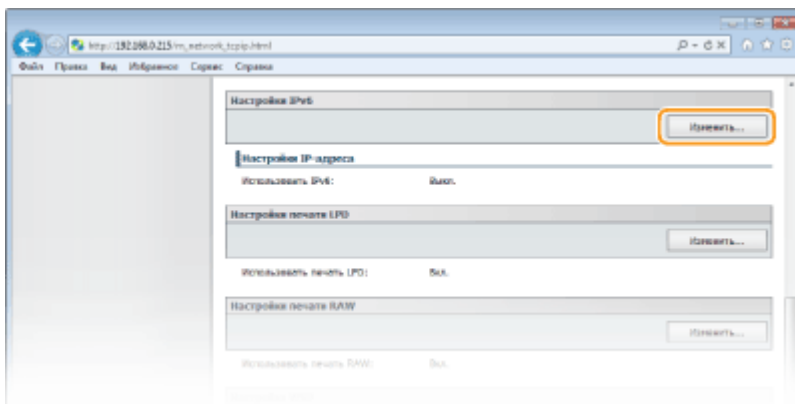 http://192.168.0.215/m_network_tcpip.html
Файл Правка Вид Избранное Сервис Справка
Настройки IPv6
Изменить...
Настройки IP-адреса
Использовать IPv6: Выкл.
Настройки печати LPD
Изменить...
Использовать печать LPD: Вкл.
Настройки печати RAW
Изменить...
Использовать печать RAW: Вкл.